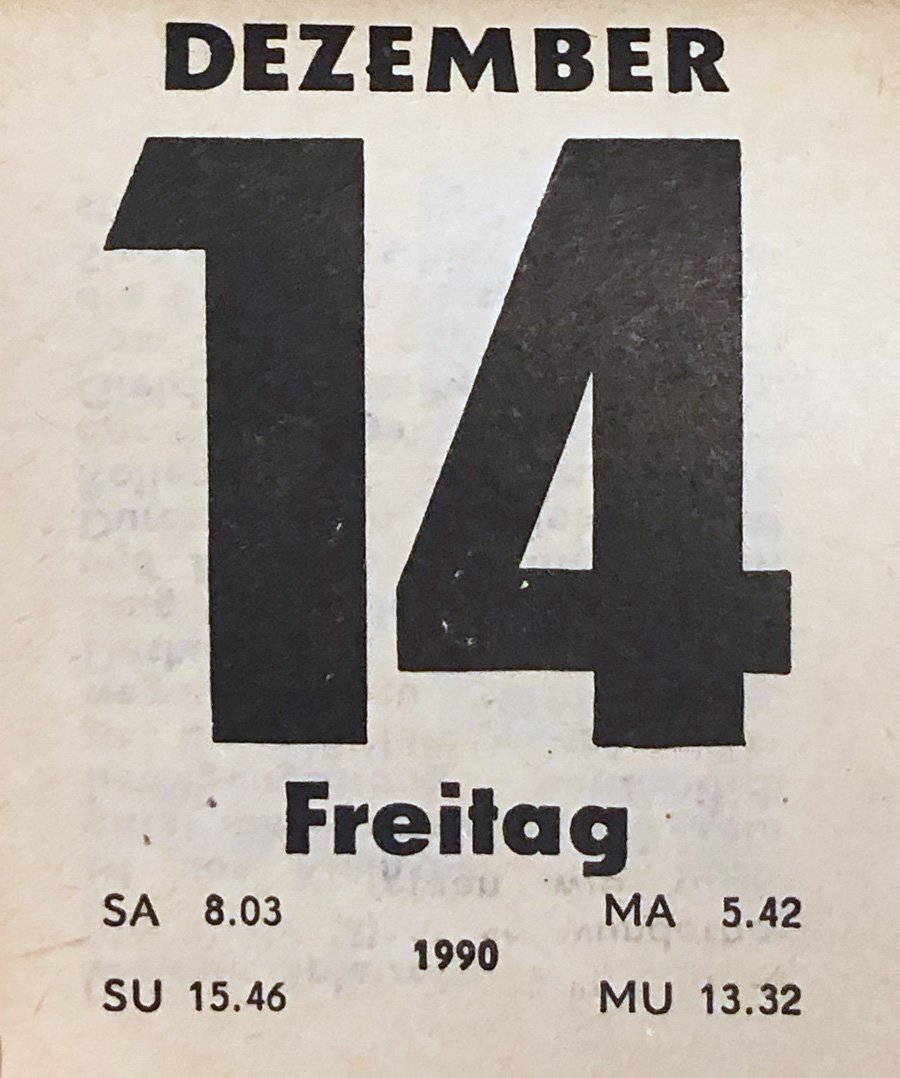 DEZEMBER
14
Freitag
SA 8.03 MA 5.42
1990
SU 15.46 MU 13.32